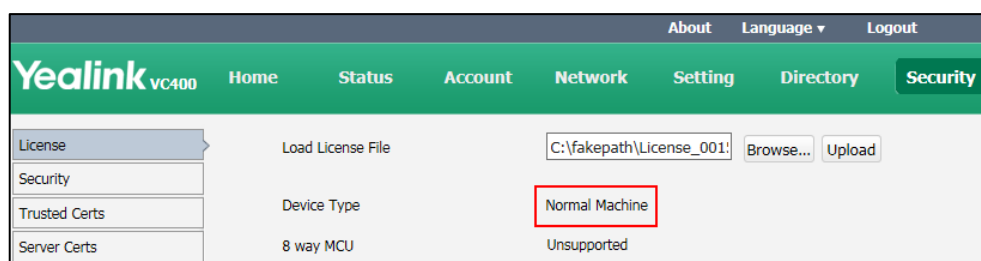 About Language ▾ Logout
Yealink VC400 Home Status Account Network Setting Directory Security
License Load License File C:\fakepath\License_001! Browse... Upload
Security
Trusted Certs Device Type Normal Machine
Server Certs 8 way MCU Unsupported